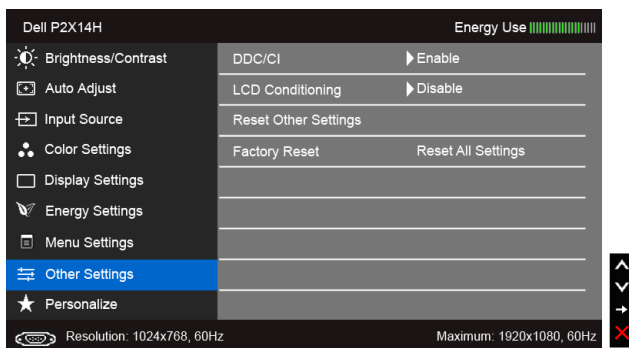 Dell P2X14H Energy Use
Brightness/Contrast DDC/CI Enable
Auto Adjust LCD Conditioning Disable
Input Source Reset Other Settings
Color Settings Factory Reset Reset All Settings
Display Settings
Energy Settings
Menu Settings
Other Settings
Personalize
Resolution: 1024x768, 60Hz Maximum: 1920x1080, 60Hz